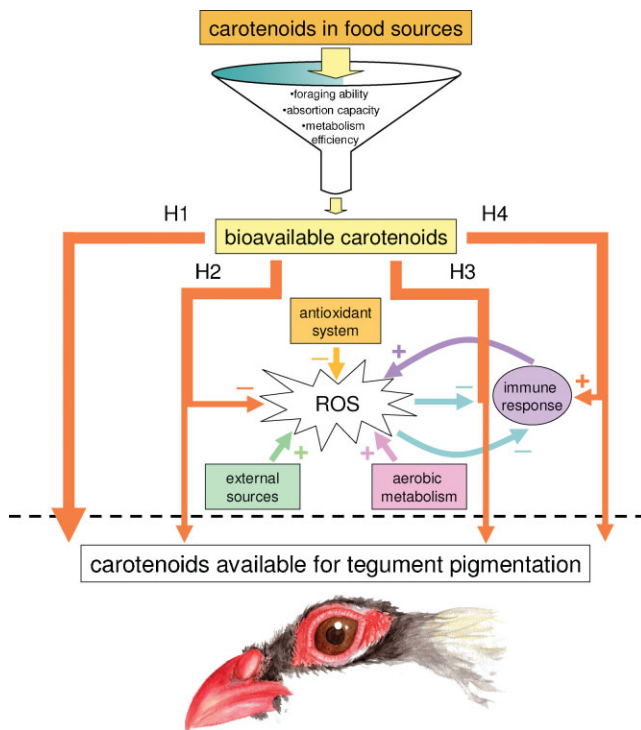 carotenoids in food sources
•foraging ability
•absortion capacity
•metabolism
efficiency
H1
H4
bioavailable carotenoids
H2
H3
antioxidant
system
−
+
−
ROS
−
immune
response
+
−
+
+
external
sources
aerobic
metabolism
carotenoids available for tegument pigmentation